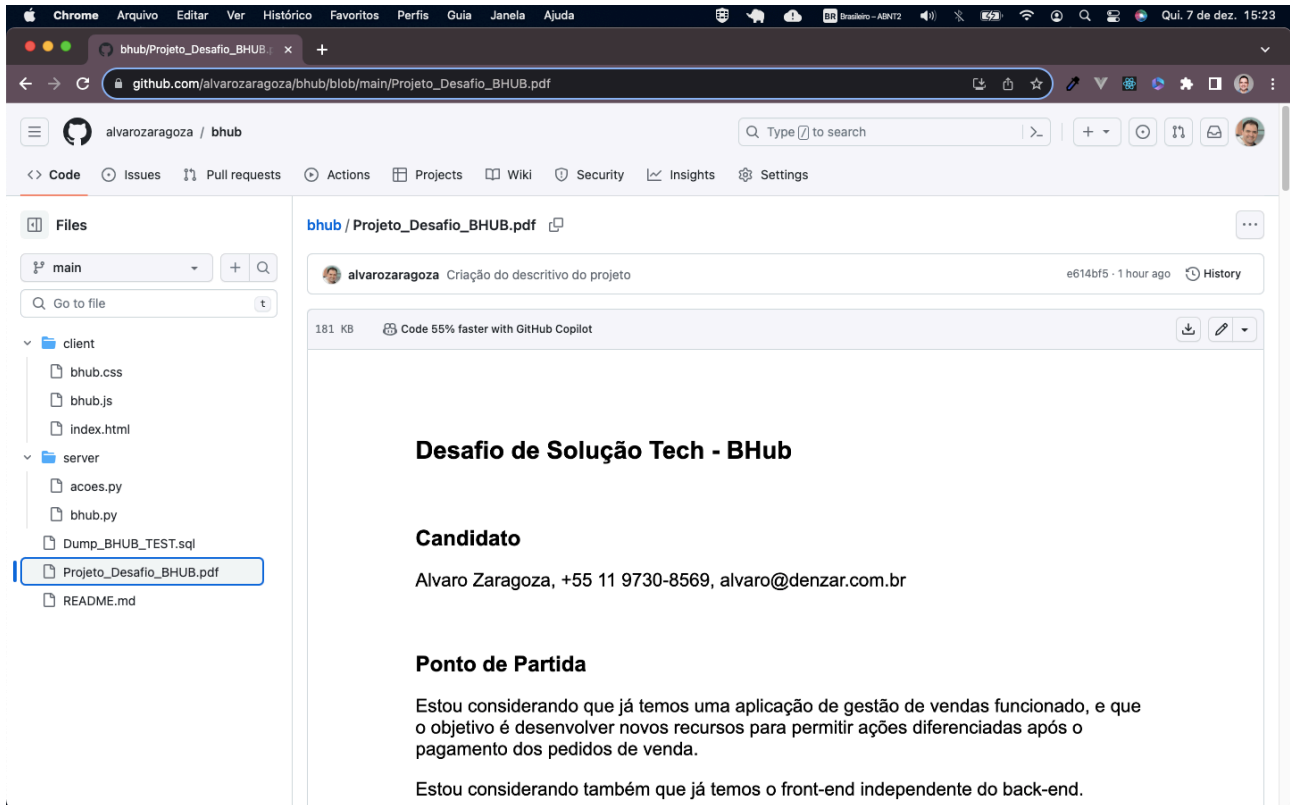 Chrome Arquivo Editar Ver Histórico Favoritos Perfis Guia Janela Ajuda BR Brasileiro – ABNT2 Qui. 7 de dez. 15:23
bhub/Projeto_Desafio_BHUB.p
github.com/alvarozaragoza/bhub/blob/main/Projeto_Desafio_BHUB.pdf
alvarozaragoza / bhub Type / to search
Code Issues Pull requests Actions Projects Wiki Security Insights Settings
Files
bhub / Projeto_Desafio_BHUB.pdf
main
alvarozaragoza Criação do descritivo do projeto e614bf5 · 1 hour ago History
Go to file t
181 KB Code 55% faster with GitHub Copilot
client
bhub.css
bhub.js
index.html
server
acoes.py
bhub.py
Dump_BHUB_TEST.sql
Projeto_Desafio_BHUB.pdf
README.md
Desafio de Solução Tech - BHub
Candidato
Alvaro Zaragoza, +55 11 9730-8569, alvaro@denzar.com.br
Ponto de Partida
Estou considerando que já temos uma aplicação de gestão de vendas funcionado, e que
o objetivo é desenvolver novos recursos para permitir ações diferenciadas após o
pagamento dos pedidos de venda.
Estou considerando também que já temos o front-end independente do back-end.